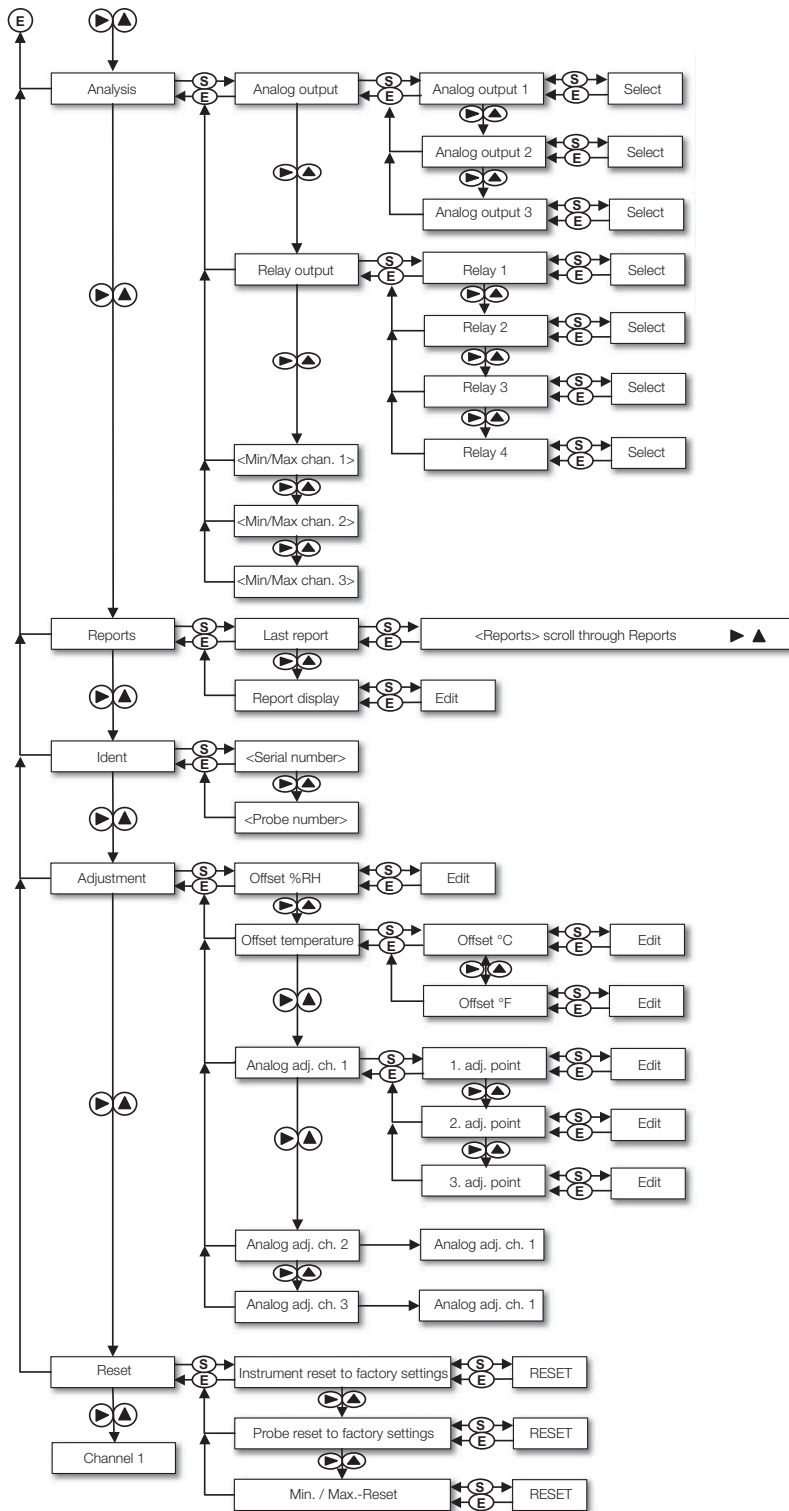 E
Analysis S E Analog output S E Analog output 1 S E Select
Analog output 2 S E Select
Analog output 3 S E Select
Relay output S E Relay 1 S E Select
Relay 2 S E Select
Relay 3 S E Select
Relay 4 S E Select
<Min/Max chan. 1>
<Min/Max chan. 2>
<Min/Max chan. 3>
Reports S E Last report S E <Reports> scroll through Reports
Report display S E Edit
Ident S E <Serial number>
<Probe number>
Adjustment S E Offset %RH S E Edit
Offset temperature S E Offset °C S E Edit
Offset °F S E Edit
Analog adj. ch. 1 S E 1. adj. point S E Edit
2. adj. point S E Edit
3. adj. point S E Edit
Analog adj. ch. 2 Analog adj. ch. 1
Analog adj. ch. 3 Analog adj. ch. 1
Reset S E Instrument reset to factory settings S E RESET
Probe reset to factory settings S E RESET
Channel 1
Min. / Max.-Reset S E RESET